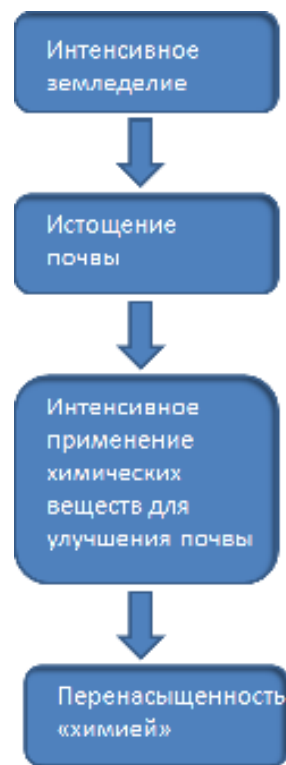 Интенсивное
земледелие
Истощение
почвы
Интенсивное
применение
химических
веществ для
улучшения почвы
Перенасыщенность
«химией»